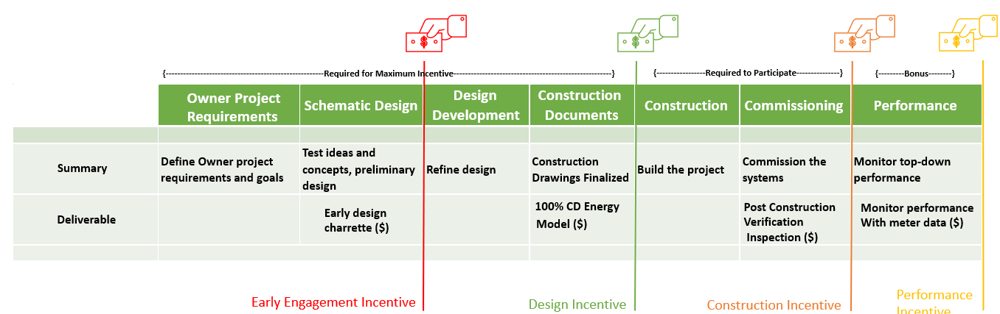 {-----------------------------------------------------Required for Maximum Incentive-----------------------------------------------------}
{----------------Required to Participate--------------}
{--------Bonus-------}
Owner Project
Requirements
Schematic Design
Design
Development
Construction
Documents
Construction
Commissioning
Performance
Summary
Define Owner project
requirements and goals
Test ideas and
concepts, preliminary
design
Refine design
Construction
Drawings Finalized
Build the project
Commission the
systems
Monitor top-down
performance
Deliverable
Early design
charrette ($)
100% CD Energy
Model ($)
Post Construction
Verification
Inspection ($)
Monitor performance
With meter data ($)
Early Engagement Incentive
Design Incentive
Construction Incentive
Performance
Incentive